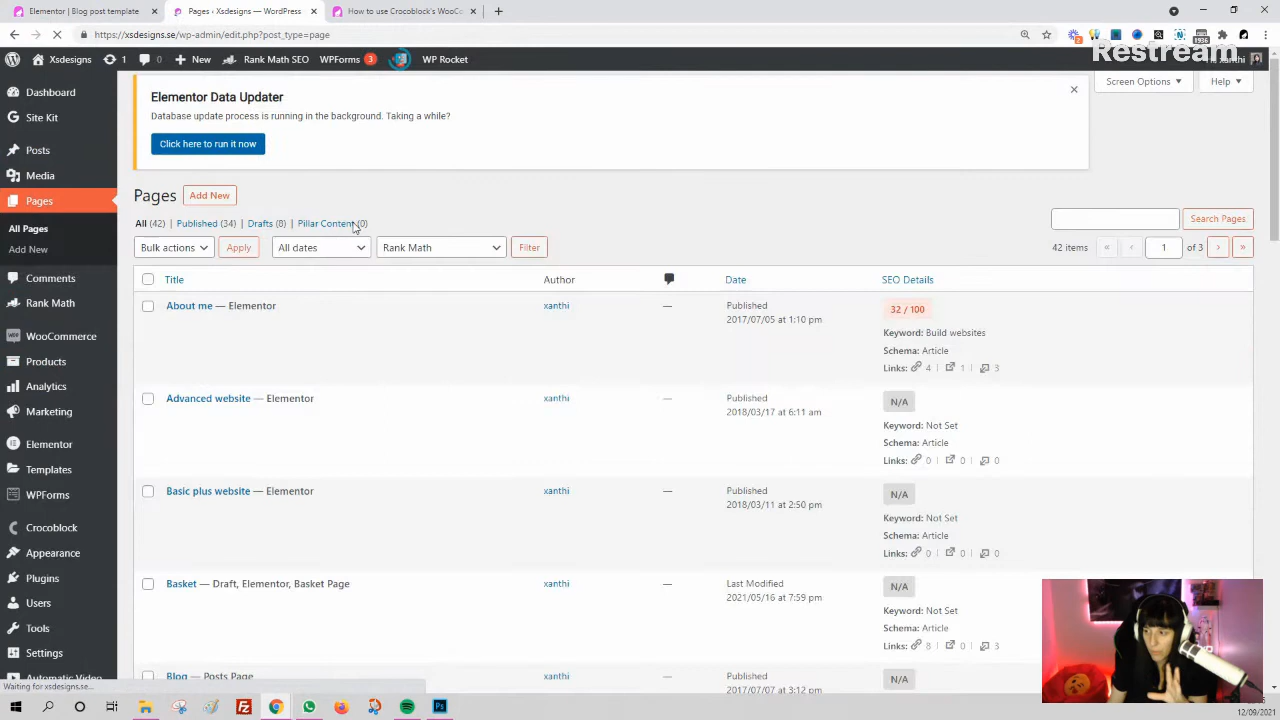 Elementor | Blog post template
Pages ‹ Xsdesigns — WordPress
How to use Crocoblock's WooCo
https://xsdesigns.se/wp-admin/edit.php?post_type=page
2
1936
Restream
Xsdesigns
1
0
New
Rank Math SEO
WPForms 3
WP Rocket
Hi, xanthi
Screen Options
Help
Elementor Data Updater
Database update process is running in the background. Taking a while?
Click here to run it now
Dashboard
Site Kit
Posts
Media
Pages
All Pages
Add New
Comments
Rank Math
WooCommerce
Products
Analytics
Marketing
Elementor
Templates
WPForms
Crocoblock
Appearance
Plugins
Users
Tools
Settings
Automatic Video
Pages Add New
All (42) | Published (34) | Drafts (8) | Pillar Content (0)
Search Pages
Bulk actions Apply All dates Rank Math Filter
42 items « ‹ 1 of 3 › »
Title Author Date SEO Details
About me — Elementor xanthi — Published
2017/07/05 at 1:10 pm
32 / 100
Keyword: Build websites
Schema: Article
Links: 4 | 1 | 3
Advanced website — Elementor xanthi — Published
2018/03/17 at 6:11 am
N/A
Keyword: Not Set
Schema: Article
Links: 0 | 0 | 0
Basic plus website — Elementor xanthi — Published
2018/03/11 at 2:50 pm
N/A
Keyword: Not Set
Schema: Article
Links: 0 | 0 | 0
Basket — Draft, Elementor, Basket Page xanthi — Last Modified
2021/05/16 at 7:59 pm
N/A
Keyword: Not Set
Schema: Article
Links: 8 | 0 | 3
Blog — Posts Page xanthi — Published
2017/07/07 at 3:12 pm
N/A
Waiting for xsdesigns.se...
12/09/2021